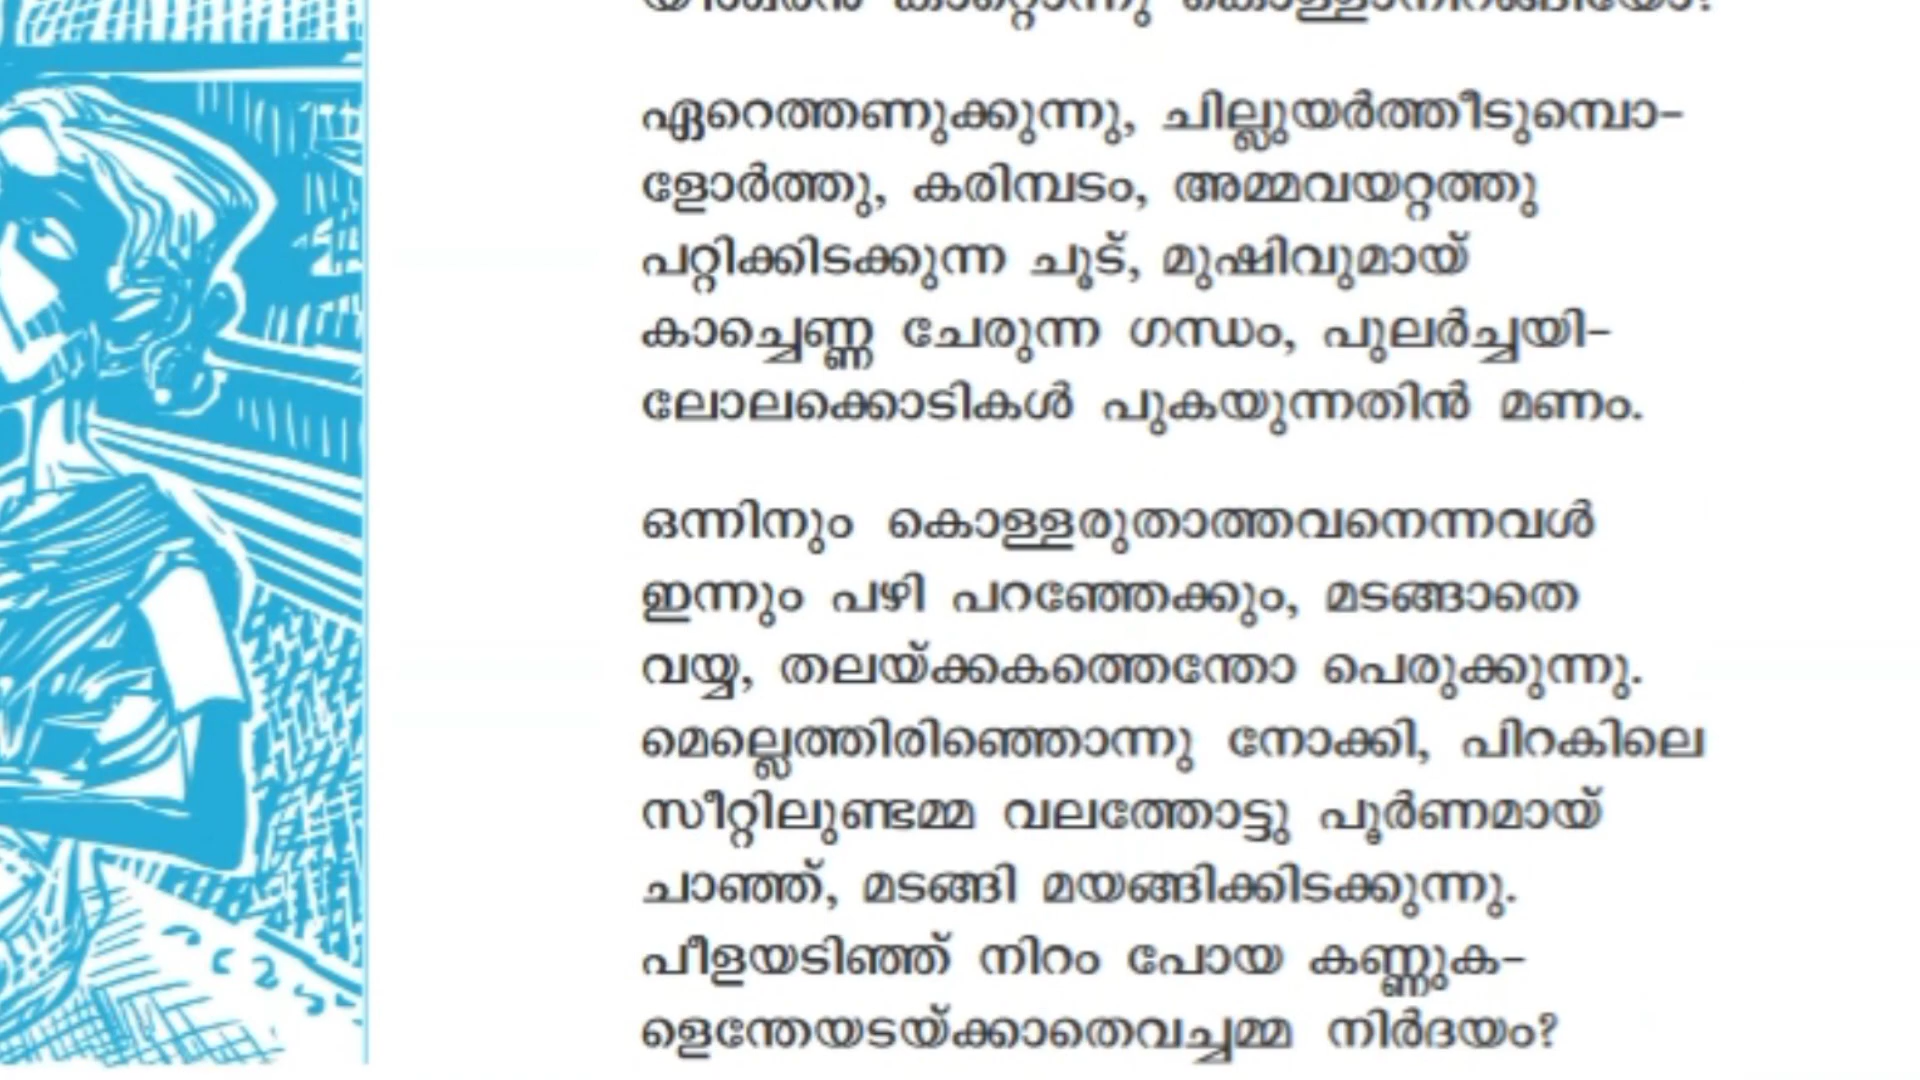 കാറ്റൊന്നു കൊള്ളാനിറങ്ങിയോ?
ഏറെത്തണുക്കുന്നു, ചില്ലുയർത്തീടുമ്പൊ–
ളോർത്തു, കരിമ്പടം, അമ്മവയറ്റത്തു
പറ്റിക്കിടക്കുന്ന ചൂട്, മുഷിവുമായ്
കാച്ചെണ്ണ ചേരുന്ന ഗന്ധം, പുലർച്ചയി–
ലോലക്കൊടികൾ പുകയുന്നതിൻ മണം.
ഒന്നിനും കൊള്ളരുതാത്തവനെന്നവൾ
ഇന്നും പഴി പറഞ്ഞേക്കും, മടങ്ങാതെ
വയ്യ, തലയ്ക്കകത്തെന്തോ പെരുക്കുന്നു.
മെല്ലെത്തിരിഞ്ഞൊന്നു നോക്കി, പിറകിലെ
സീറ്റിലുണ്ടമ്മ വലത്തോട്ടു പൂർണമായ്
ചാഞ്ഞ്, മടങ്ങി മയങ്ങിക്കിടക്കുന്നു.
പീളയടിഞ്ഞ് നിറം പോയ കണ്ണുക–
ളെന്തേയടയ്ക്കാതെവച്ചമ്മ നിർദയം?